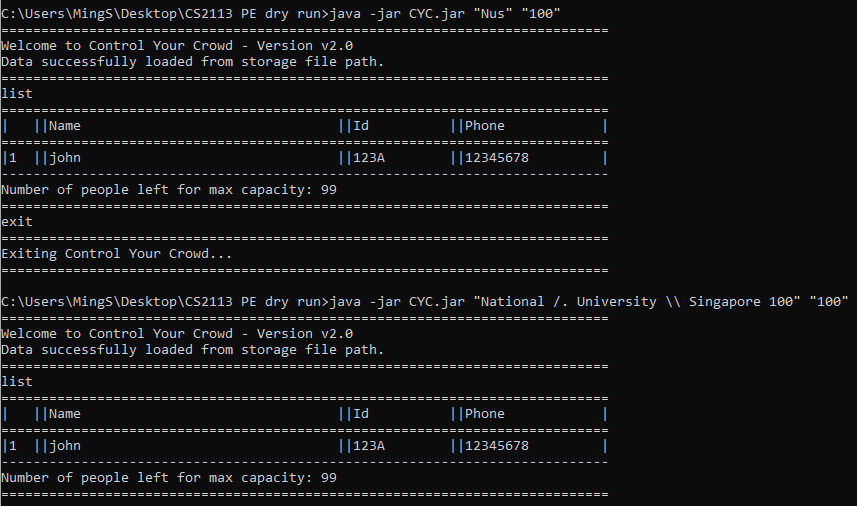 C:\Users\MingS\Desktop\CS2113 PE dry run>java -jar CYC.jar "Nus" "100"
============================================================================
Welcome to Control Your Crowd - Version v2.0
Data successfully loaded from storage file path.
============================================================================
list
============================================================================
|   ||Name                                ||Id          ||Phone            |
============================================================================
|1  ||john                                ||123A        ||12345678         |
----------------------------------------------------------------------------
Number of people left for max capacity: 99
============================================================================
exit
============================================================================
Exiting Control Your Crowd...
============================================================================
C:\Users\MingS\Desktop\CS2113 PE dry run>java -jar CYC.jar "National /. University \\ Singapore 100" "100"
============================================================================
Welcome to Control Your Crowd - Version v2.0
Data successfully loaded from storage file path.
============================================================================
list
============================================================================
|   ||Name                                ||Id          ||Phone            |
============================================================================
|1  ||john                                ||123A        ||12345678         |
----------------------------------------------------------------------------
Number of people left for max capacity: 99
============================================================================